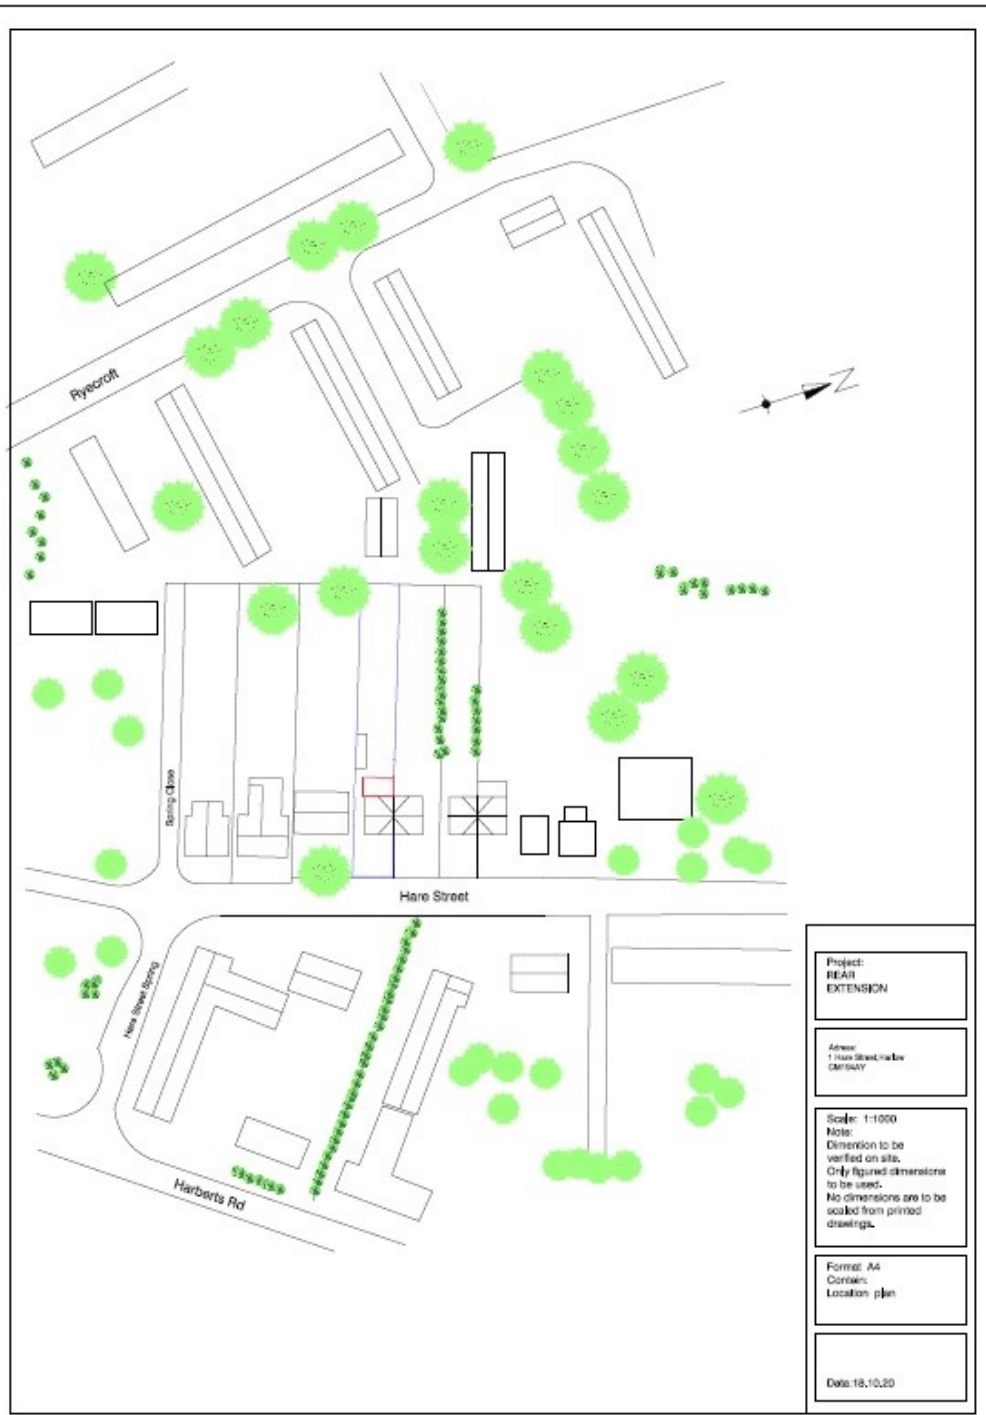 N
Ryecroft
Spring Close
Hare Street
Hare Street Spring
Harberts Rd
Project:
REAR
EXTENSION
Adress:
1 Hare Street,Harlow
Scale: 1:1000
Note:
Dimention to be
verified on site.
Only figured dimensions
to be used.
No dimensions are to be
scaled from printed
drawings.
Format A4
Contain:
Location plan
Date:18.10.20